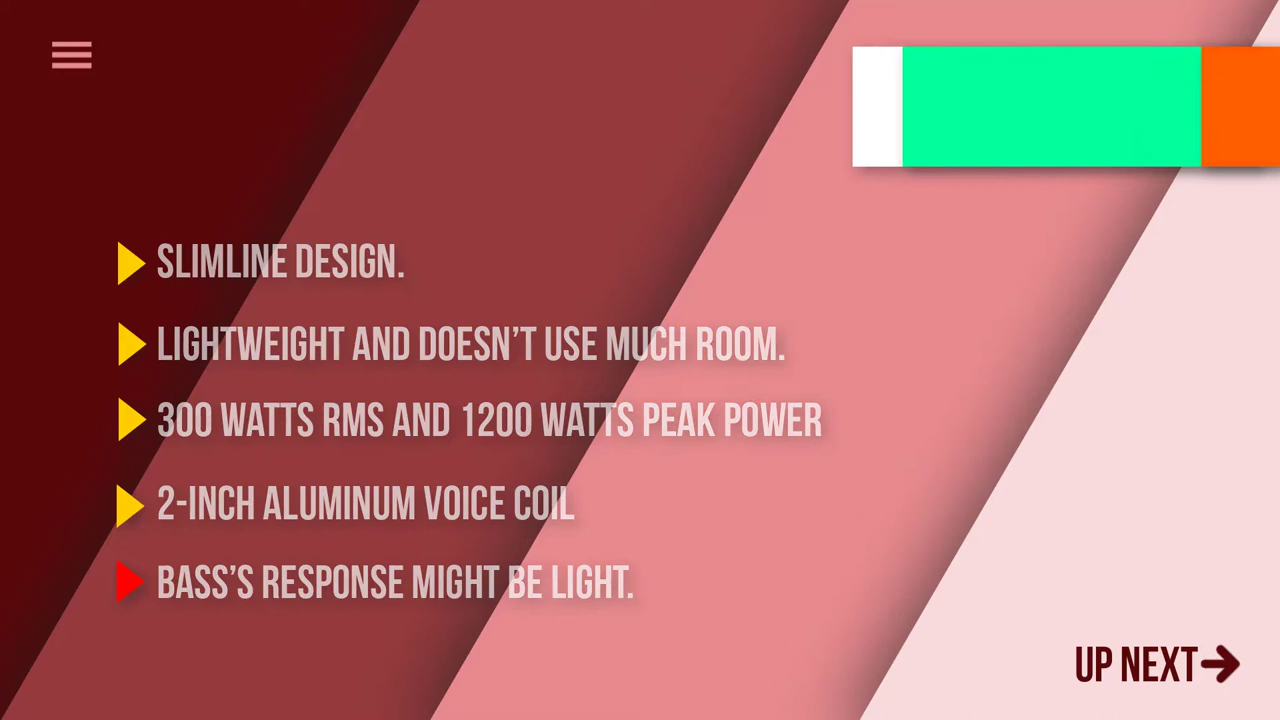 SLIMLINE DESIGN.
LIGHTWEIGHT AND DOESN’T USE MUCH ROOM.
300 WATTS RMS AND 1200 WATTS PEAK POWER
2-INCH ALUMINUM VOICE COIL
BASS’S RESPONSE MIGHT BE LIGHT.
UP NEXT